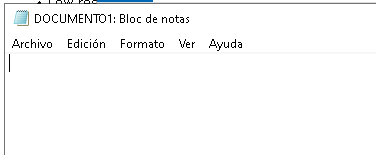 DOCUMENTO1: Bloc de notas
Archivo Edición Formato Ver Ayuda